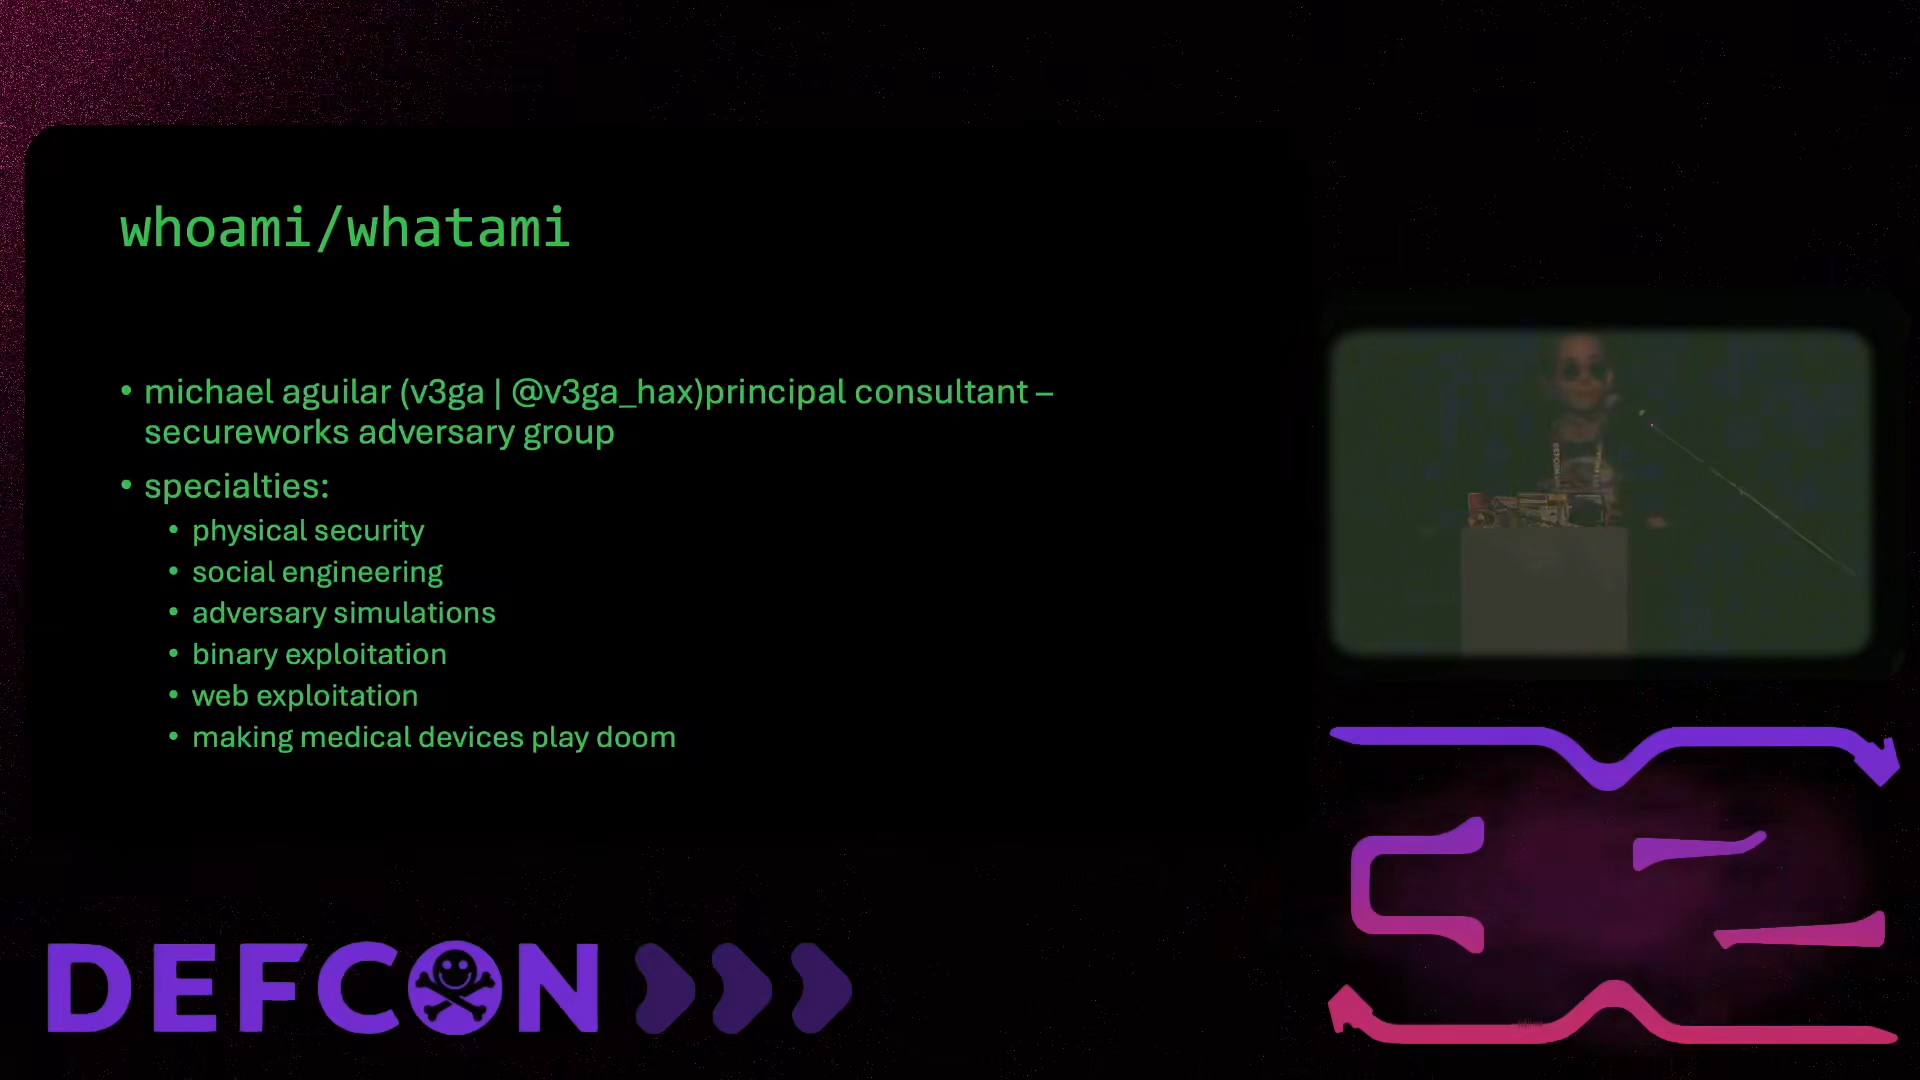 whoami/whatami
• michael aguilar (v3ga | @v3ga_hax)principal consultant –
secureworks adversary group
• specialties:
• physical security
• social engineering
• adversary simulations
• binary exploitation
• web exploitation
• making medical devices play doom
DEFCON